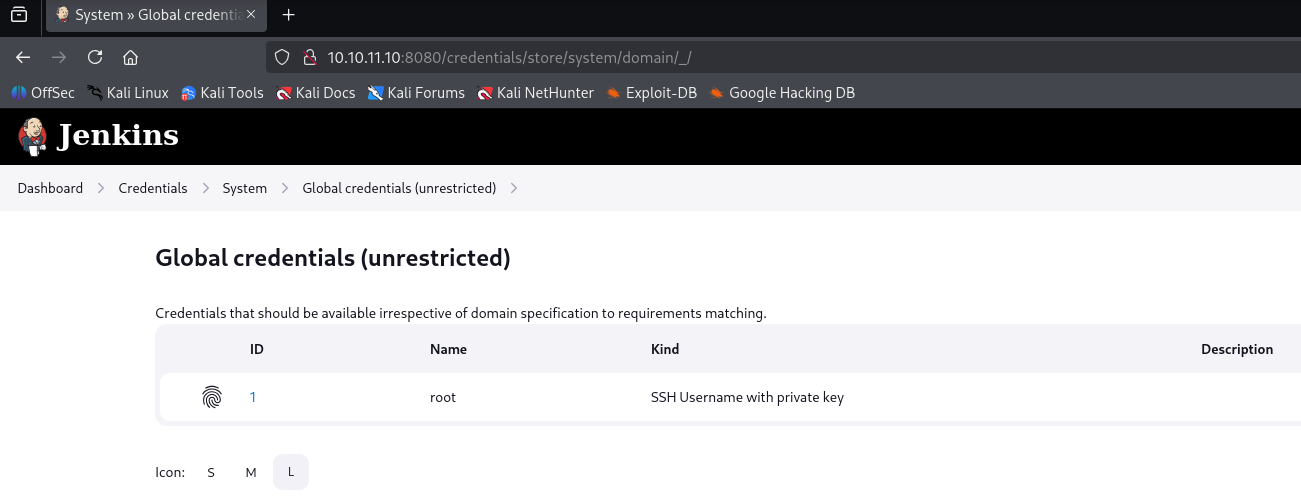 System » Global credentia
10.10.11.10:8080/credentials/store/system/domain/_/
OffSec Kali Linux Kali Tools Kali Docs Kali Forums Kali NetHunter Exploit-DB Google Hacking DB
Jenkins
Dashboard Credentials System Global credentials (unrestricted)
Global credentials (unrestricted)
Credentials that should be available irrespective of domain specification to requirements matching.
ID Name Kind Description
1 root SSH Username with private key
Icon: S M L